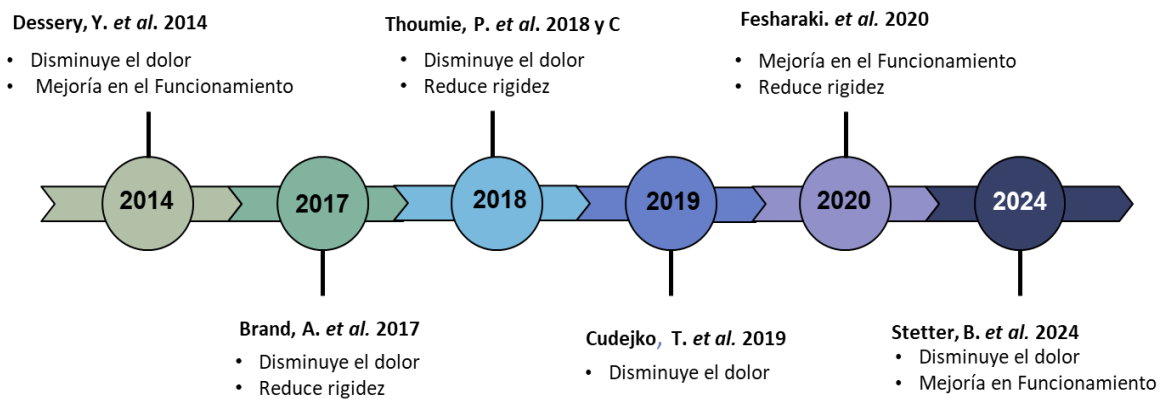 Dessery, Y. et al. 2014
• Disminuye el dolor
• Mejoría en el Funcionamiento
Thoumie, P. et al. 2018 y C
• Disminuye el dolor
• Reduce rigidez
Fesharaki. et al. 2020
• Mejoría en el Funcionamiento
• Reduce rigidez
2014
2017
2018
2019
2020
2024
Brand, A. et al. 2017
• Disminuye el dolor
• Reduce rigidez
Cudejko, T. et al. 2019
• Disminuye el dolor
Stetter, B. et al. 2024
• Disminuye el dolor
• Mejoría en Funcionamiento